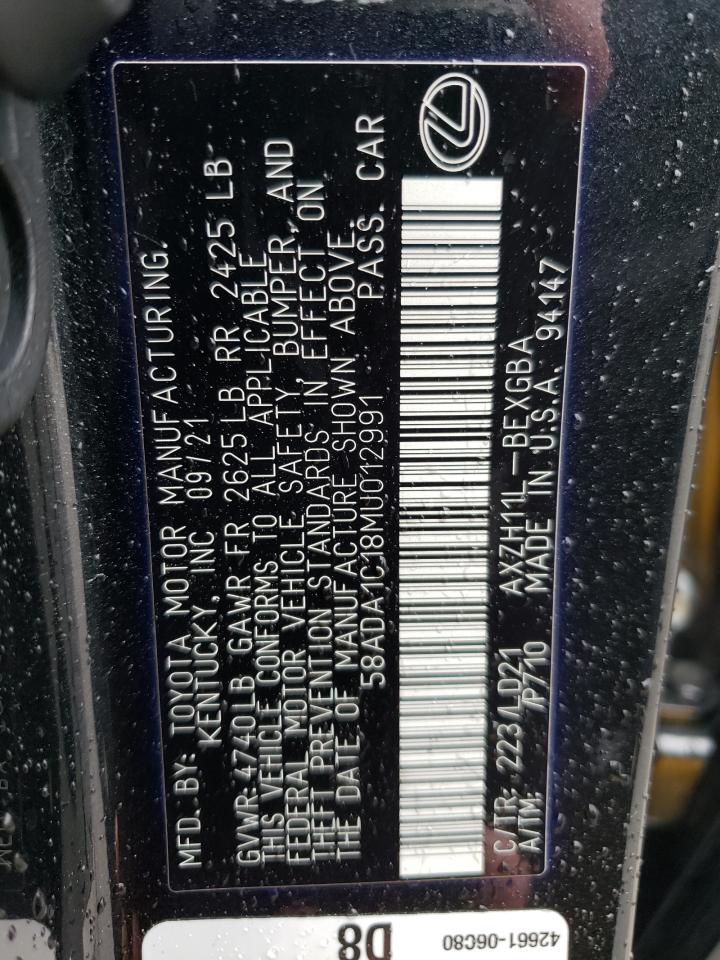 MFD. BY: TOYOTA MOTOR MANUFACTURING.
KENTUCKY, INC 09/21
GVWR: 4740LB GAWR FR 2625LB RR 2425 LB
THIS VEHICLE CONFORMS TO ALL APPLICABLE
FEDERAL MOTOR VEHICLE SAFETY, BUMPER, AND
THEFT PREVENTION STANDARDS IN EFFECT ON
THE DATE OF MANUFACTURE SHOWN ABOVE.
58ADA1C18MU012991 PASS. CAR
C/TR: 223/LD21 AXZH11L-BEXGBA
A/TM: P710 MADE IN U.S.A. 94147
D8
42661-06C80